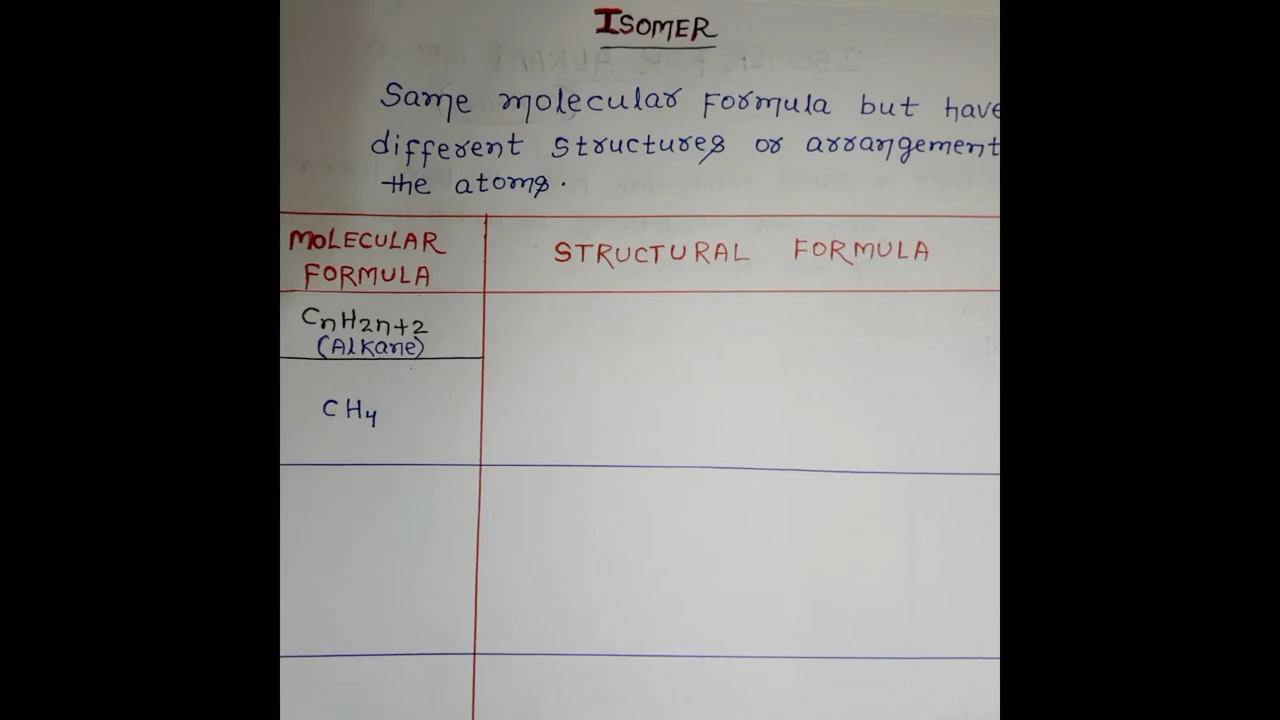 ISOMER
Same molecular Formula but have
different structures or arrangement
the atoms.
MOLECULAR
FORMULA
STRUCTURAL FORMULA
CnH2n+2
(Alkane)
CH4